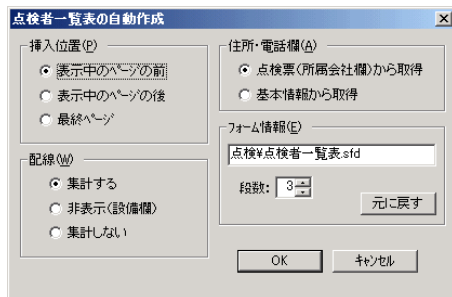 点検者一覧表の自動作成
挿入位置(P)
表示中のﾍﾟｰｼﾞの前
表示中のﾍﾟｰｼﾞの後
最終ﾍﾟｰｼﾞ
配線(W)
集計する
非表示(設備欄)
集計しない
住所・電話欄(A)
点検票(所属会社欄)から取得
基本情報から取得
ﾌｫｰﾑ情報(E)
点検¥点検者一覧表.sfd
段数: 3
元に戻す
OK
ｷｬﾝｾﾙ